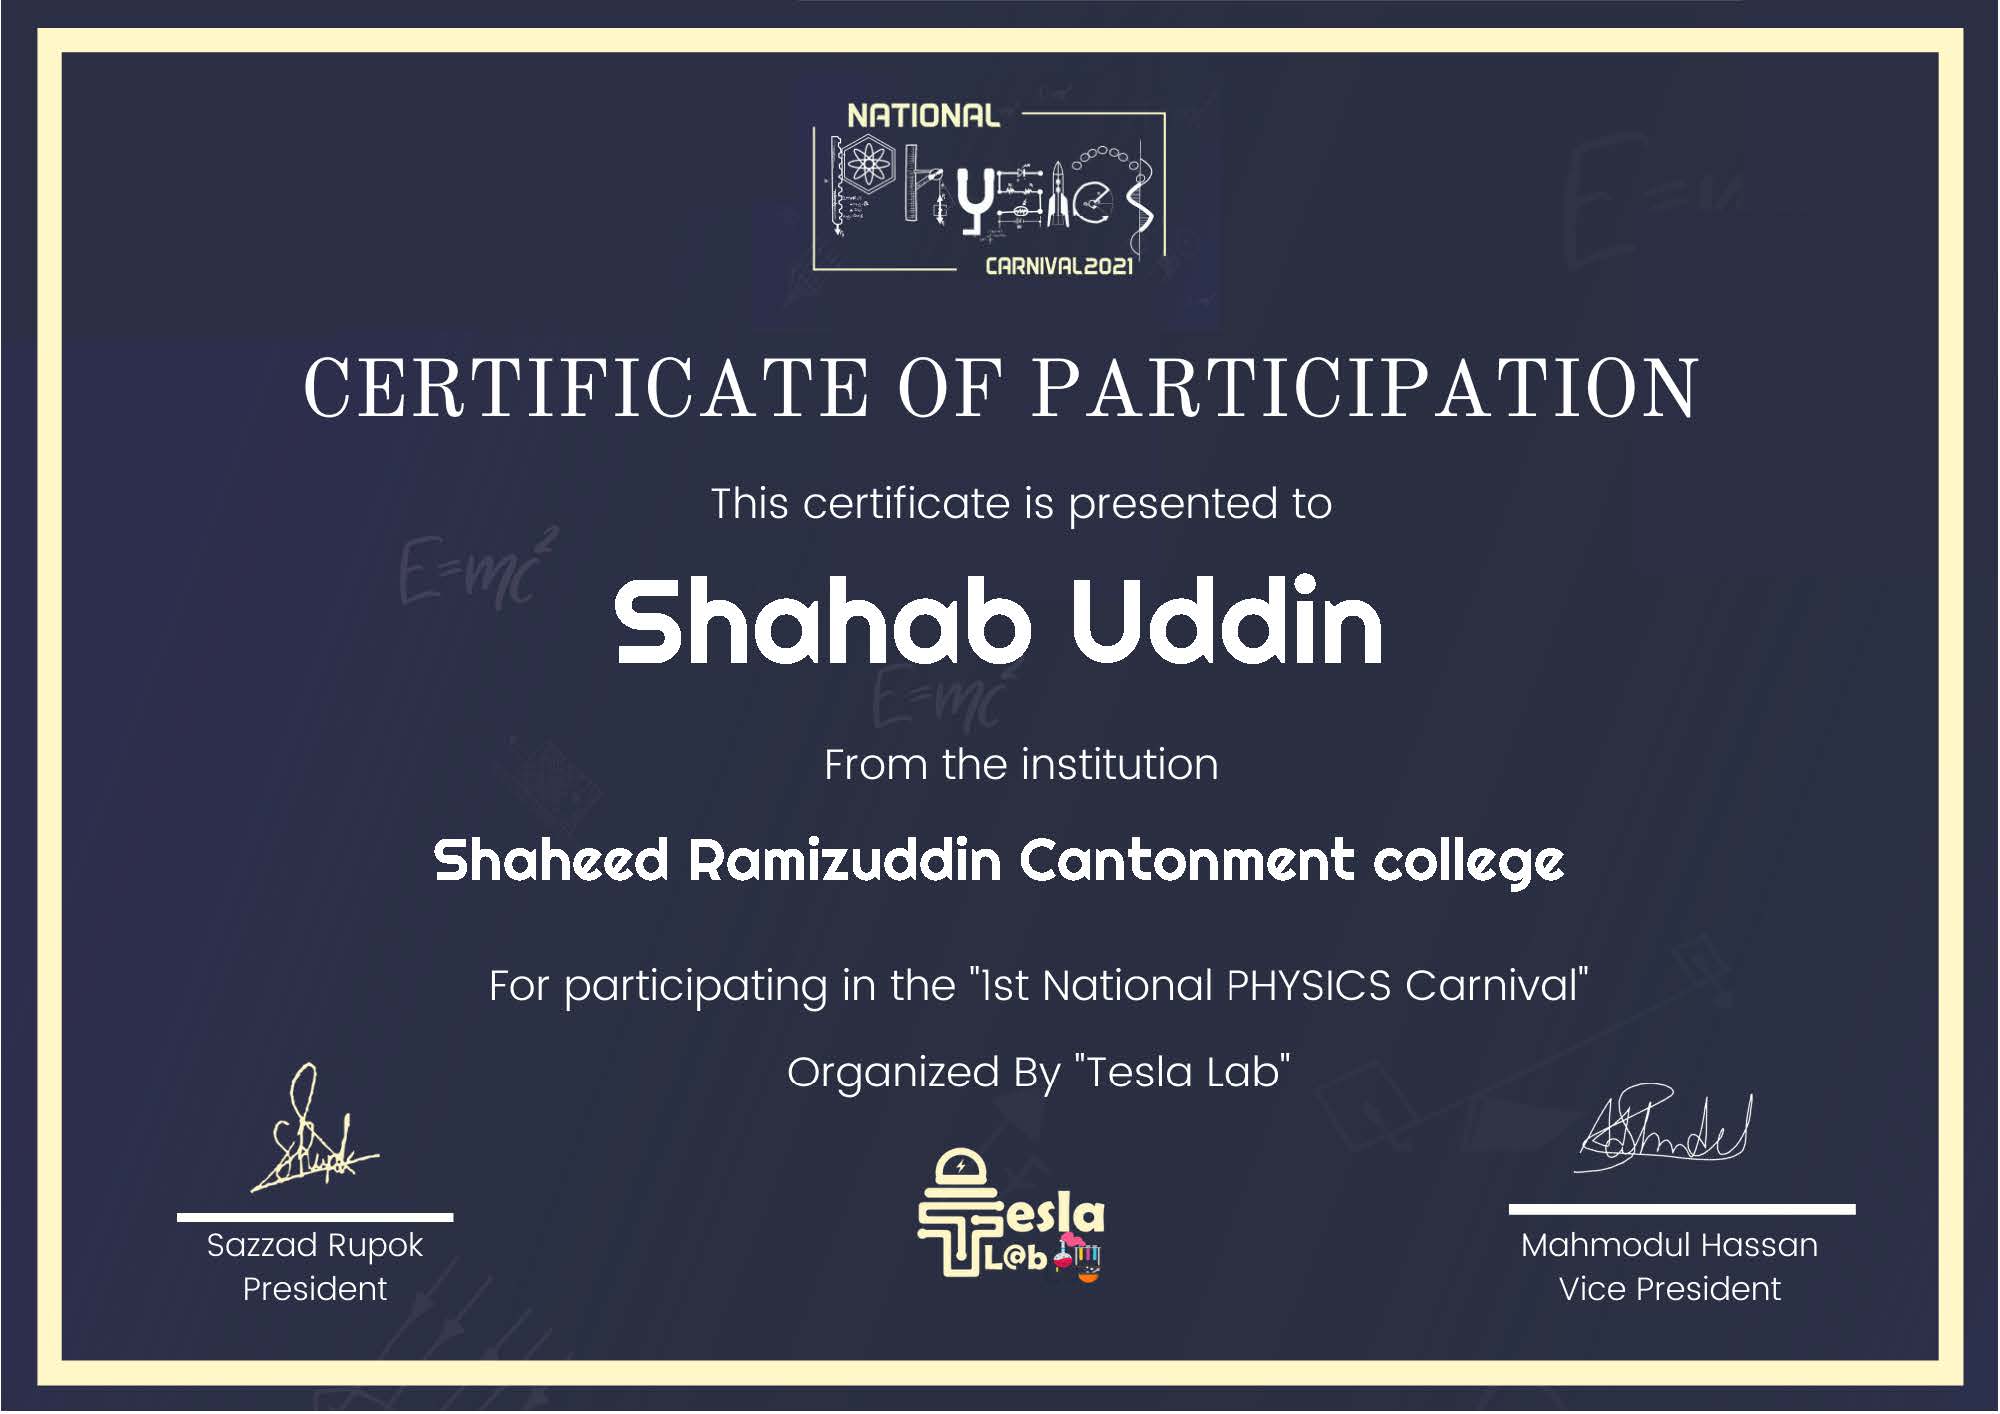 NATIONAL
Physics
CARNIVAL2021
CERTIFICATE OF PARTICIPATION
This certificate is presented to
E=mc²
Shahab Uddin
E=mc²
From the institution
Shaheed Ramizuddin Cantonment college
For participating in the "1st National PHYSICS Carnival"
Organized By "Tesla Lab"
Tesla
L@b
Sazzad Rupok
President
Mahmodul Hassan
Vice President